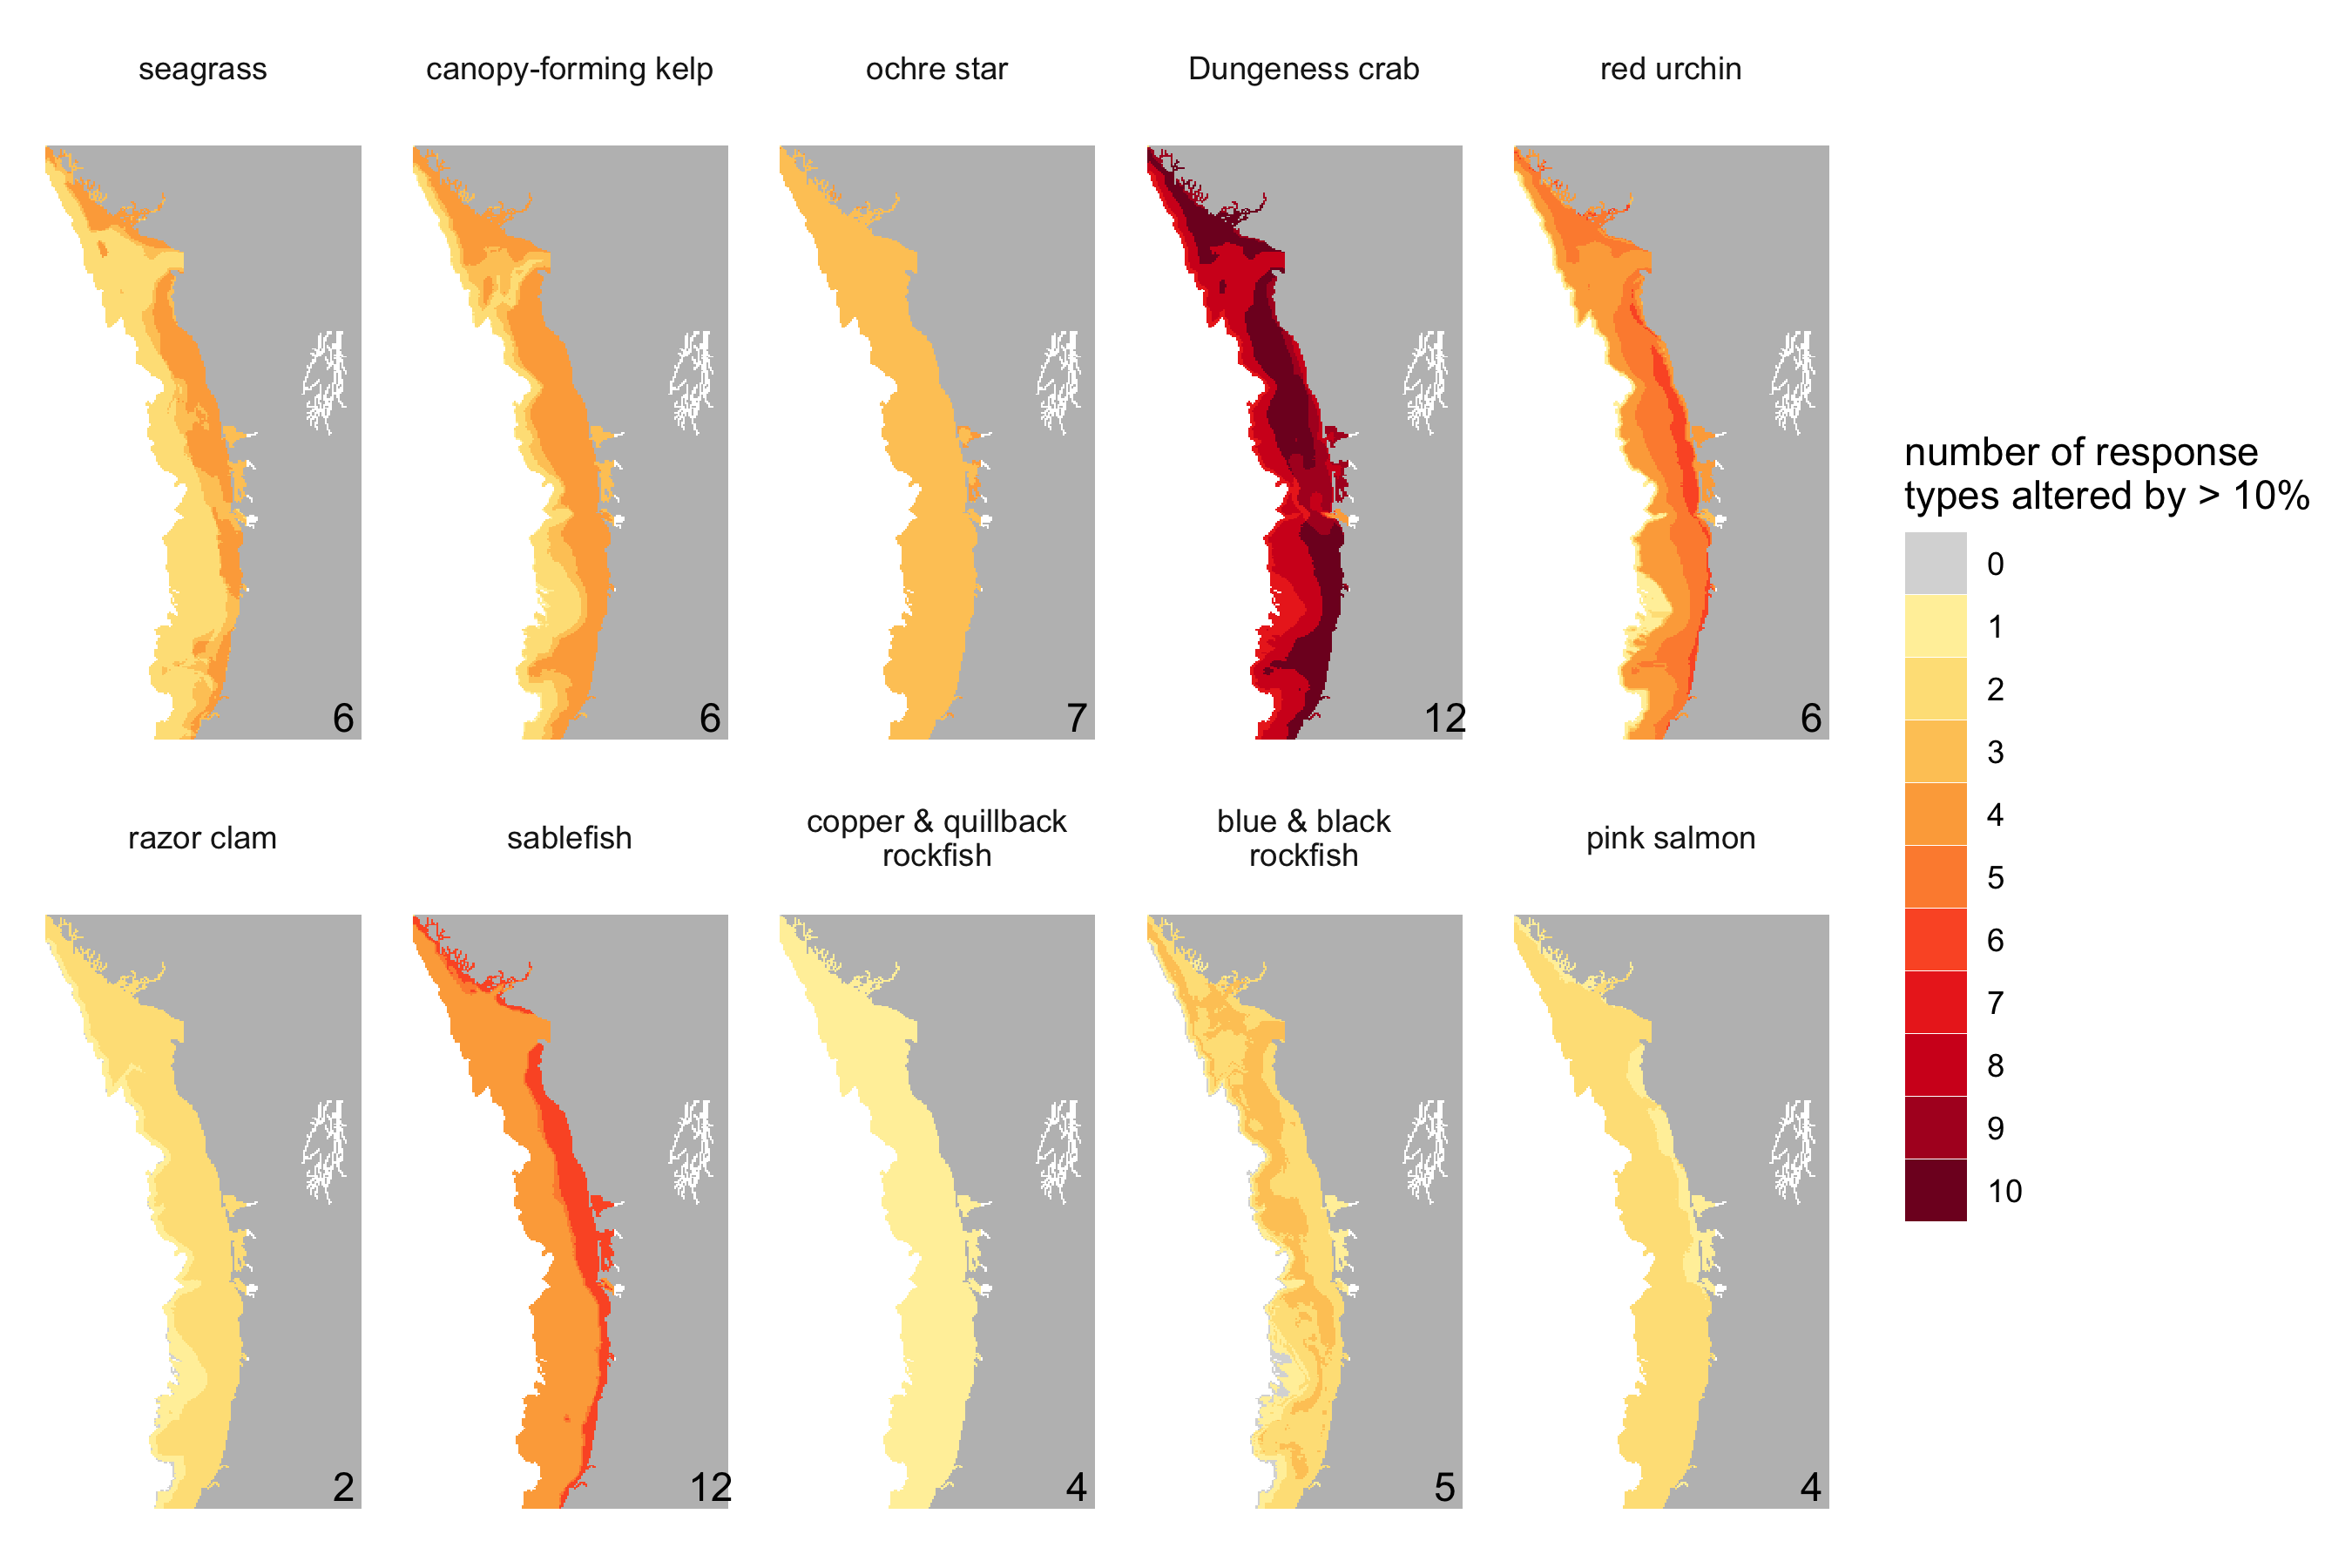 seagrass
canopy-forming kelp
ochre star
Dungeness crab
red urchin
6
6
7
12
6
razor clam
sablefish
copper & quillback
rockfish
blue & black
rockfish
pink salmon
2
12
4
5
4
number of response
types altered by > 10%
0
1
2
3
4
5
6
7
8
9
10